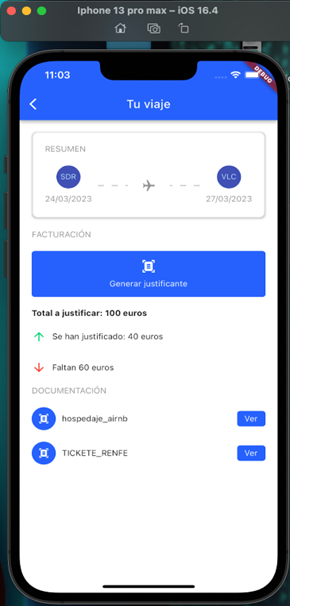 Iphone 13 pro max – iOS 16.4
11:03
DEBUG
Tu viaje
RESUMEN
SDR
VLC
24/03/2023
27/03/2023
FACTURACIÓN
Generar justificante
Total a justificar: 100 euros
Se han justificado: 40 euros
Faltan 60 euros
DOCUMENTACIÓN
hospedaje_airnb
Ver
TICKETE_RENFE
Ver